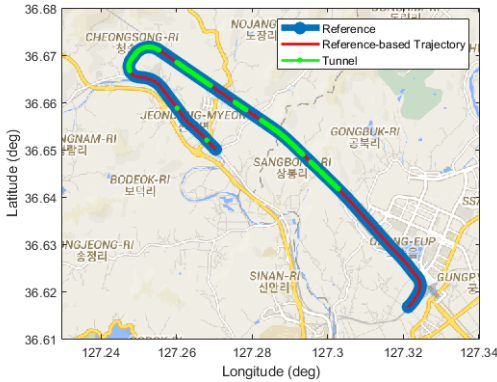 36.68
36.67
36.66
36.65
36.64
36.63
36.62
36.61
Latitude (deg)
Reference
Reference-based Trajectory
Tunnel
CHEONGSONG-RI
NOJANG-
노장리
GONGBUK-RI
공북리
SANGBONG-RI
상봉리
BODEOK-RI
보덕리
NGJEONG-RI
송정리
SINAN-RI
신안리
GUNGPY
127.24
127.26
127.28
127.3
127.32
127.34
Longitude (deg)